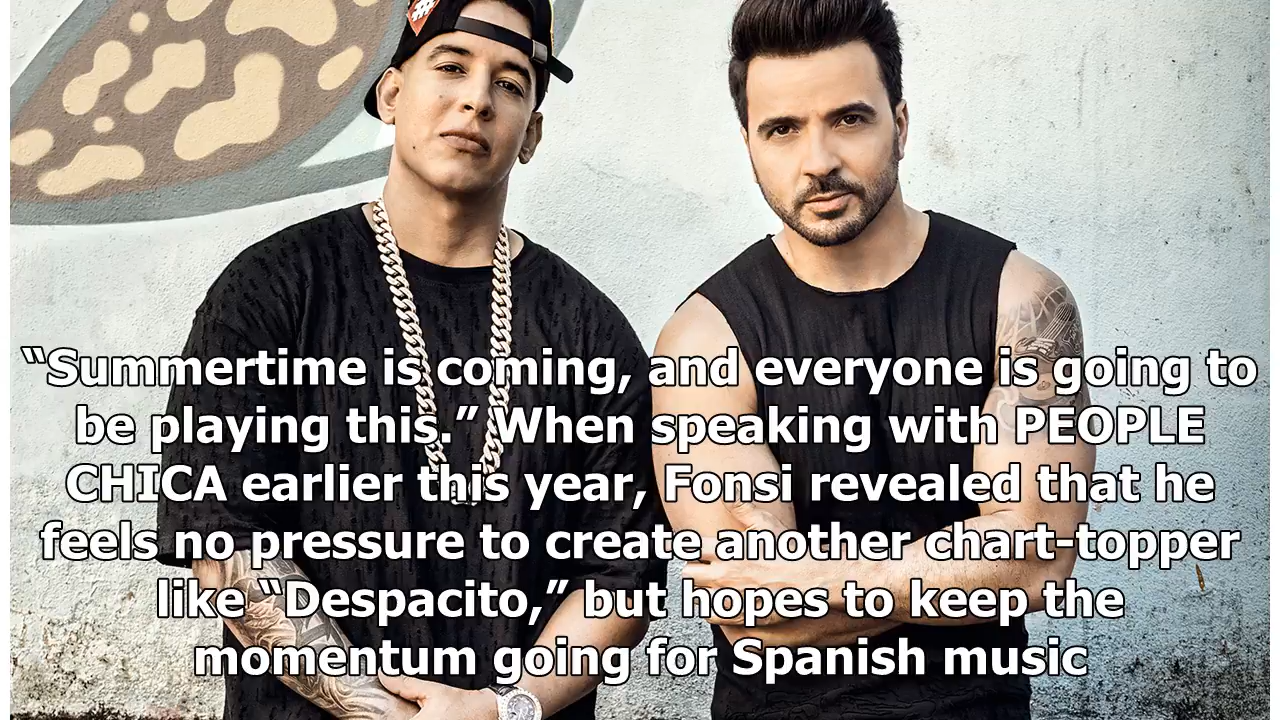 “Summertime is coming, and everyone is going to
be playing this.” When speaking with PEOPLE
CHICA earlier this year, Fonsi revealed that he
feels no pressure to create another chart-topper
like “Despacito,” but hopes to keep the
momentum going for Spanish music